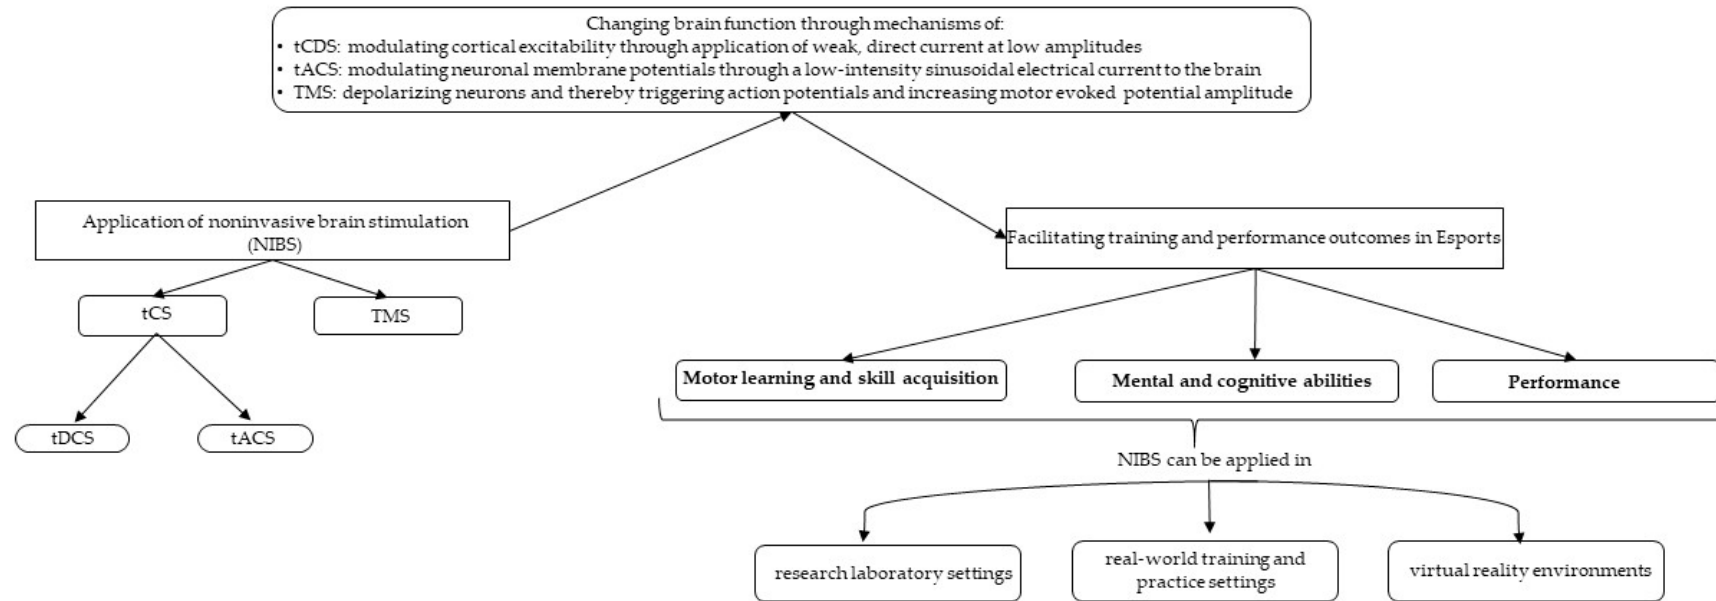 Changing brain function through mechanisms of:
• tCDS: modulating cortical excitability through application of weak, direct current at low amplitudes
• tACS: modulating neuronal membrane potentials through a low-intensity sinusoidal electrical current to the brain
• TMS: depolarizing neurons and thereby triggering action potentials and increasing motor evoked potential amplitude
Application of noninvasive brain stimulation
(NIBS)
Facilitating training and performance outcomes in Esports
tCS
TMS
tDCS
tACS
Motor learning and skill acquisition
Mental and cognitive abilities
Performance
NIBS can be applied in
research laboratory settings
real-world training and
practice settings
virtual reality environments